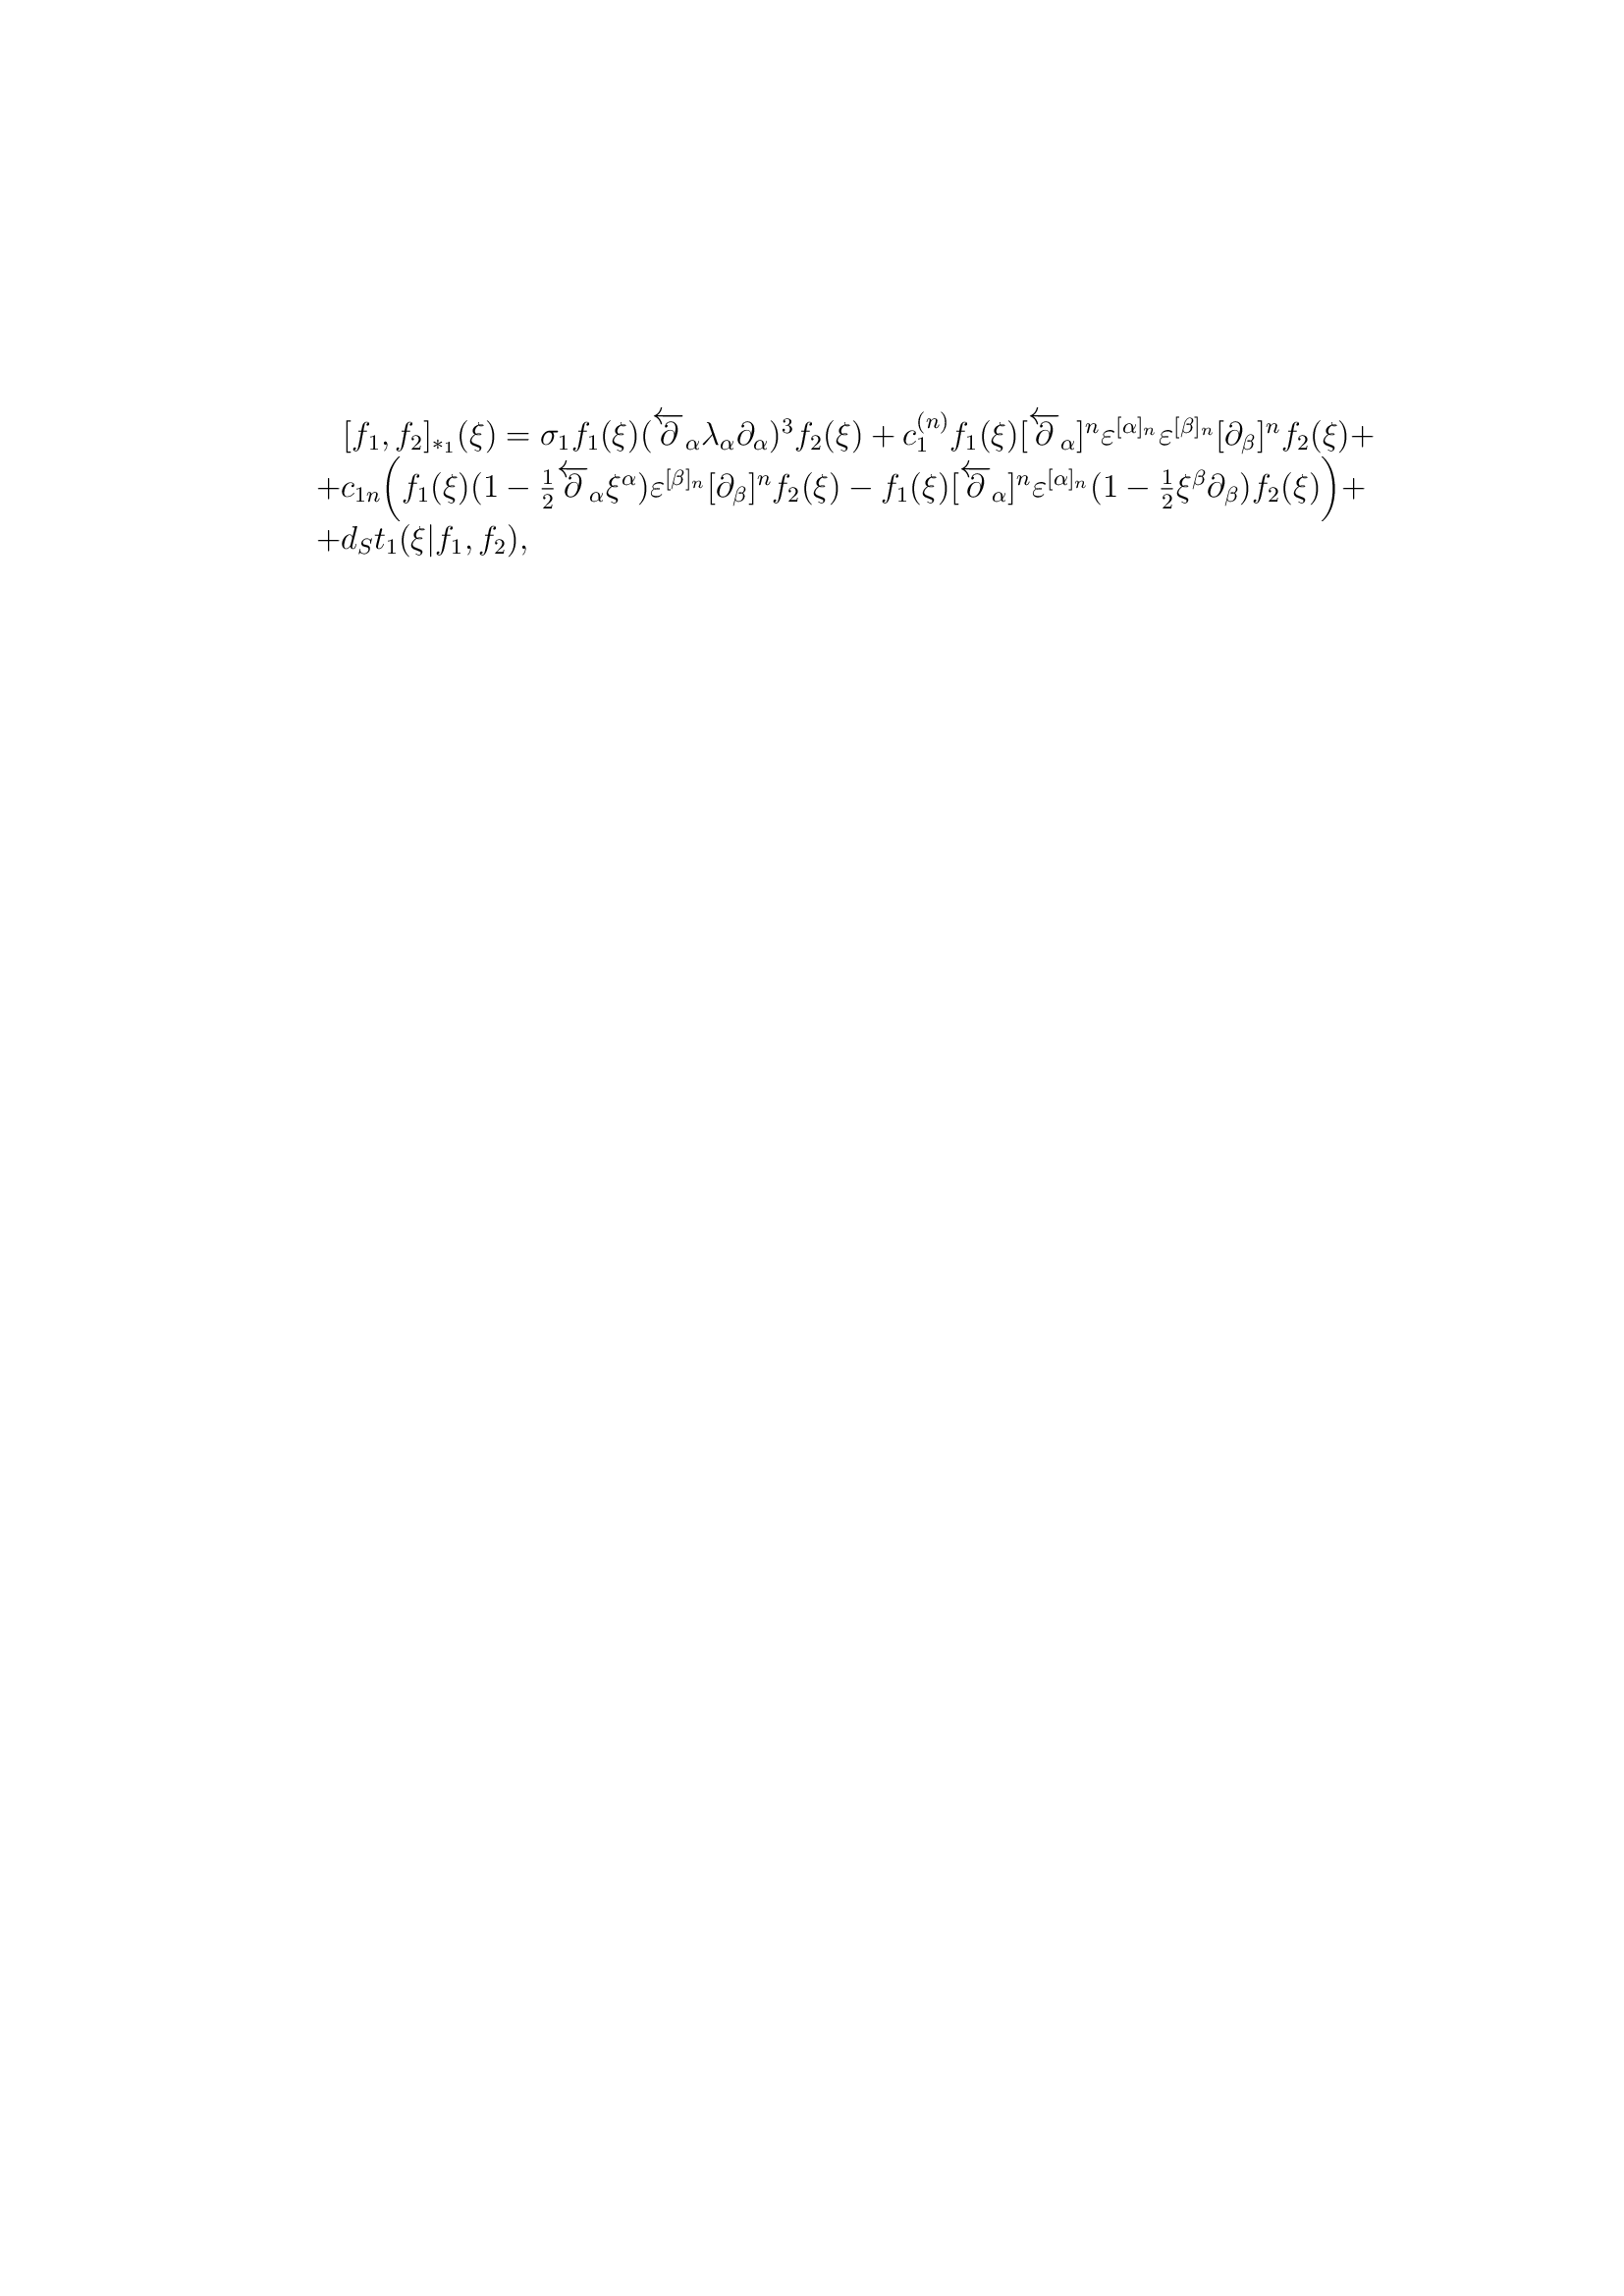 $[f_1, f_2]_{*_1}(\xi) = \sigma_1 f_1(\xi)(\overleftarrow{\partial}_\alpha \lambda_\alpha \partial_\alpha)^3 f_2(\xi) + c_1^{(n)} f_1(\xi)[\overleftarrow{\partial}_\alpha]^n \varepsilon^{[\alpha]_n} \varepsilon^{[\beta]_n} [\partial_\beta]^n f_2(\xi) +$
$+ c_{1n} \Big( f_1(\xi)(1 - \frac{1}{2} \overleftarrow{\partial}_\alpha \xi^\alpha) \varepsilon^{[\beta]_n} [\partial_\beta]^n f_2(\xi) - f_1(\xi)[\overleftarrow{\partial}_\alpha]^n \varepsilon^{[\alpha]_n} (1 - \frac{1}{2} \xi^\beta \partial_\beta) f_2(\xi) \Big) +$
$+ d_S t_1(\xi | f_1, f_2),$